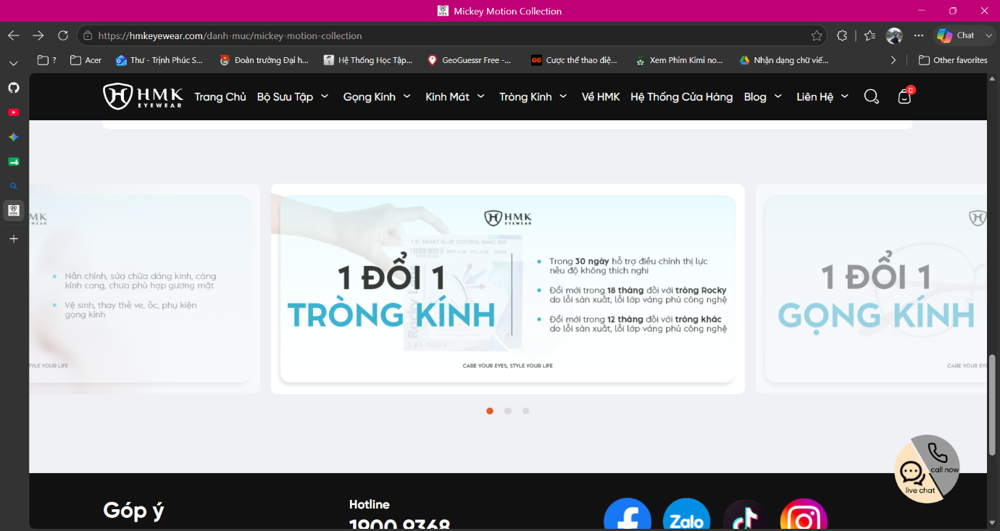 Mickey Motion Collection
https://hmkeyewear.com/danh-muc/mickey-motion-collection
Chat
?
Acer
Thư - Trịnh Phúc S...
Đoàn trường Đại h...
Hệ Thống Học Tập...
GeoGuessr Free -...
Cược thể thao điệ...
Xem Phim Kimi no...
Nhận dạng chữ viế...
Other favorites
HMK
EYEWEAR
Trang Chủ
Bộ Sưu Tập
Gọng Kính
Kính Mát
Tròng Kính
Về HMK
Hệ Thống Cửa Hàng
Blog
Liên Hệ
0
MK
WEAR
Nắn chỉnh, sửa chữa dáng kính, càng
kính cong, chưa phù hợp gương mặt
Vệ sinh, thay thế ve, ốc, phụ kiện
gọng kính
TYLE YOUR LIFE
HMK
EYEWEAR
1.61 SMART BLUE CONTROL, SHMC EMI
Rocky
1.61 INDEX
1 ĐỔI 1
TRÒNG KÍNH
Trong 30 ngày hỗ trợ điều chỉnh thị lực
nếu độ không thích nghi
Đổi mới trong 18 tháng đối với tròng Rocky
do lỗi sản xuất, lỗi lớp váng phủ công nghệ
Đổi mới trong 12 tháng đối với tròng khác
do lỗi sản xuất, lỗi lớp váng phủ công nghệ
CARE YOUR EYES, STYLE YOUR LIFE
1 ĐỔI 1
GỌNG KÍNH
CARE YOUR EYE
call now
live chat
Góp ý
Hotline
1900 9368
Zalo